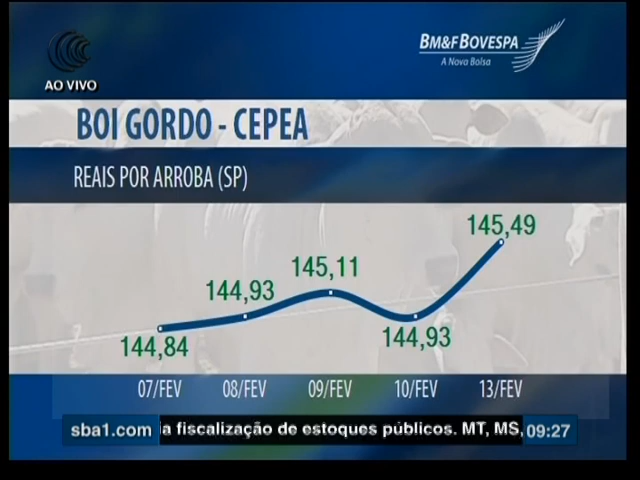 AO VIVO
BM&FBOVESPA
A Nova Bolsa
BOI GORDO - CEPEA
REAIS POR ARROBA (SP)
145,49
145,11
144,93
144,84
144,93
07/FEV 08/FEV 09/FEV 10/FEV 13/FEV
sba1.com ia fiscalização de estoques públicos. MT, MS, 09:27